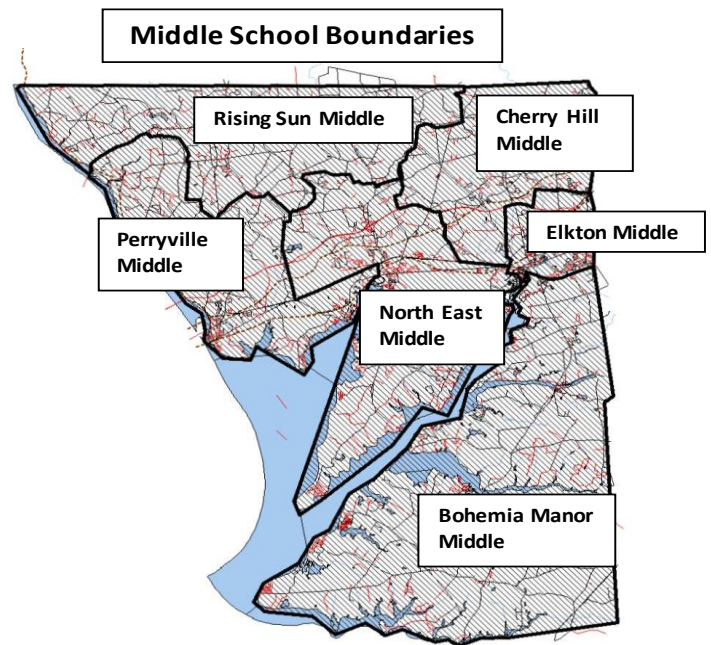 Middle School Boundaries
Rising Sun Middle
Cherry Hill
Middle
Perryville
Middle
Elkton Middle
North East
Middle
Bohemia Manor
Middle